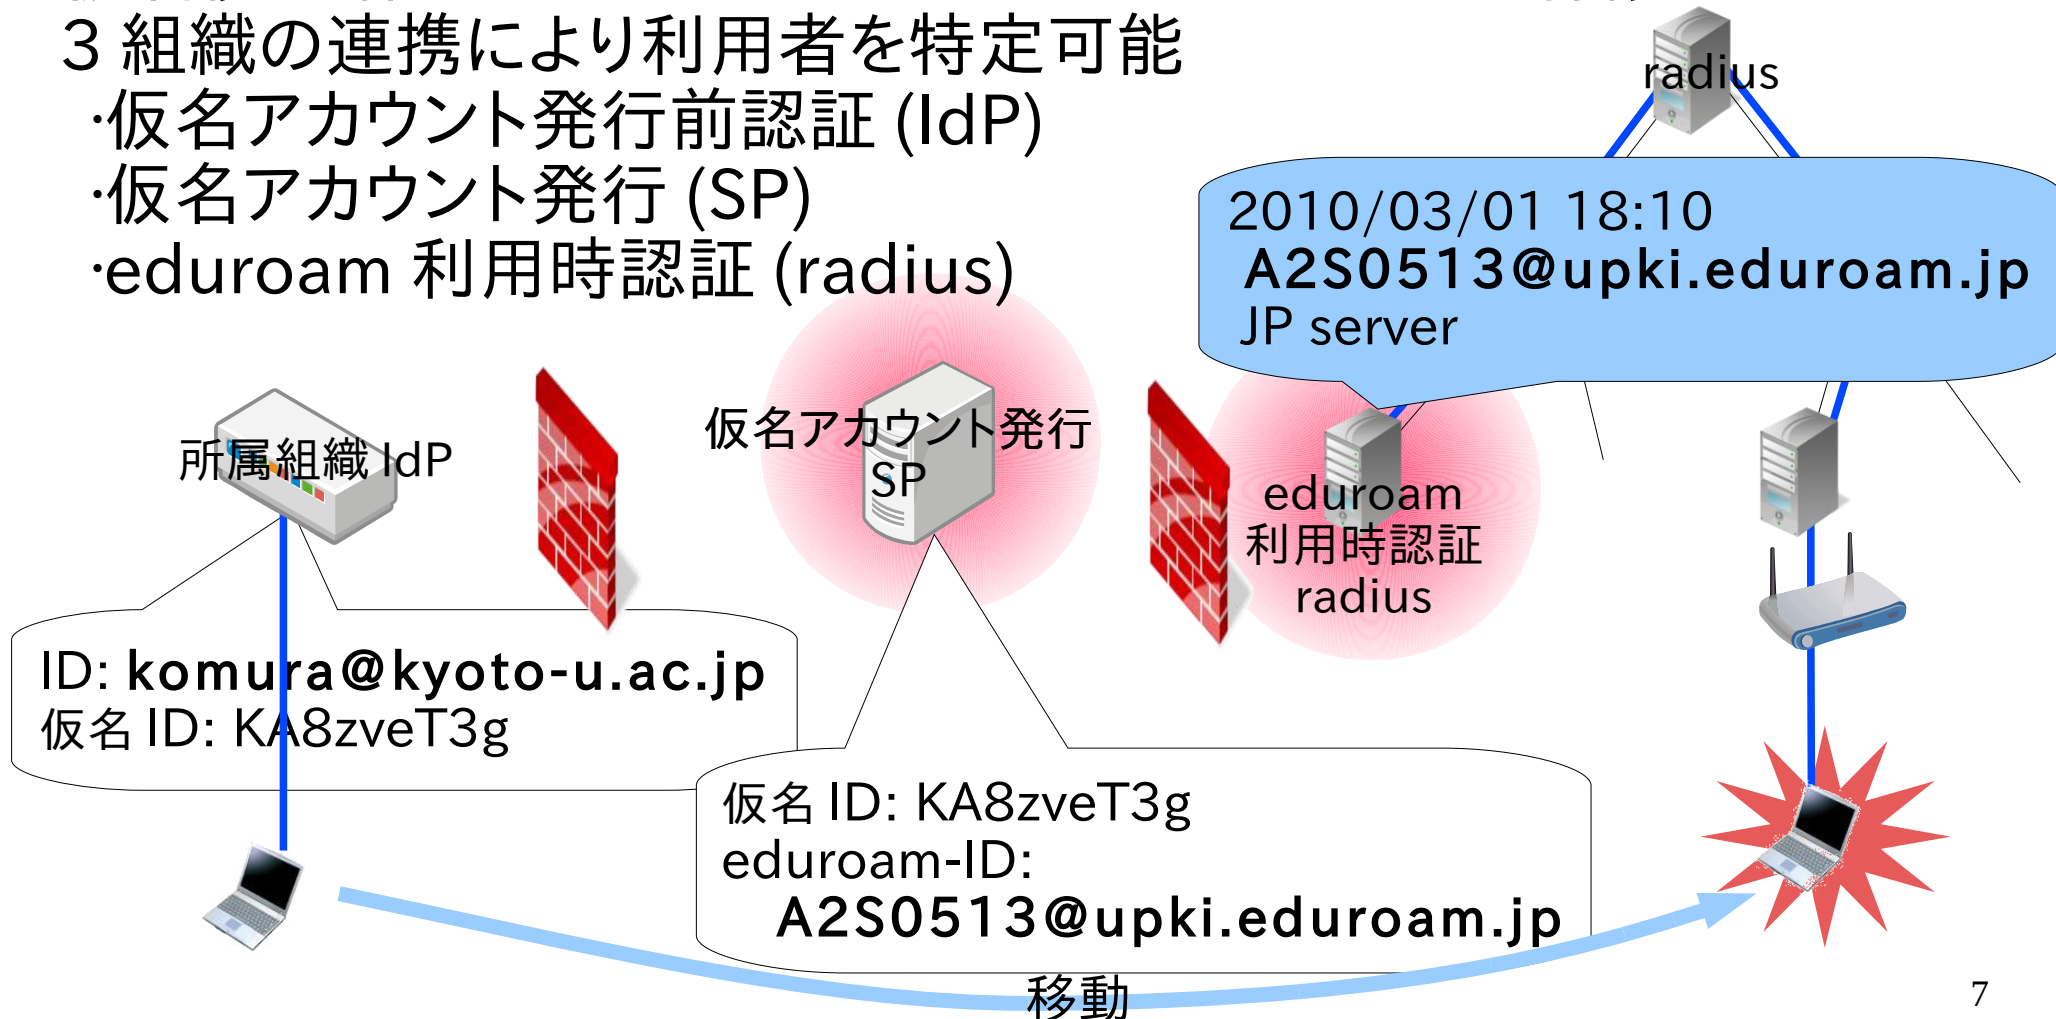 3 組織の連携により利用者を特定可能
·仮名アカウント発行前認証 (IdP)
·仮名アカウント発行 (SP)
·eduroam 利用時認証 (radius)
radius
2010/03/01 18:10
A2S0513@upki.eduroam.jp
JP server
所属組織 IdP
仮名アカウント発行
SP
eduroam
利用時認証
radius
ID: komura@kyoto-u.ac.jp
仮名 ID: KA8zveT3g
仮名 ID: KA8zveT3g
eduroam-ID:
A2S0513@upki.eduroam.jp
移動
7